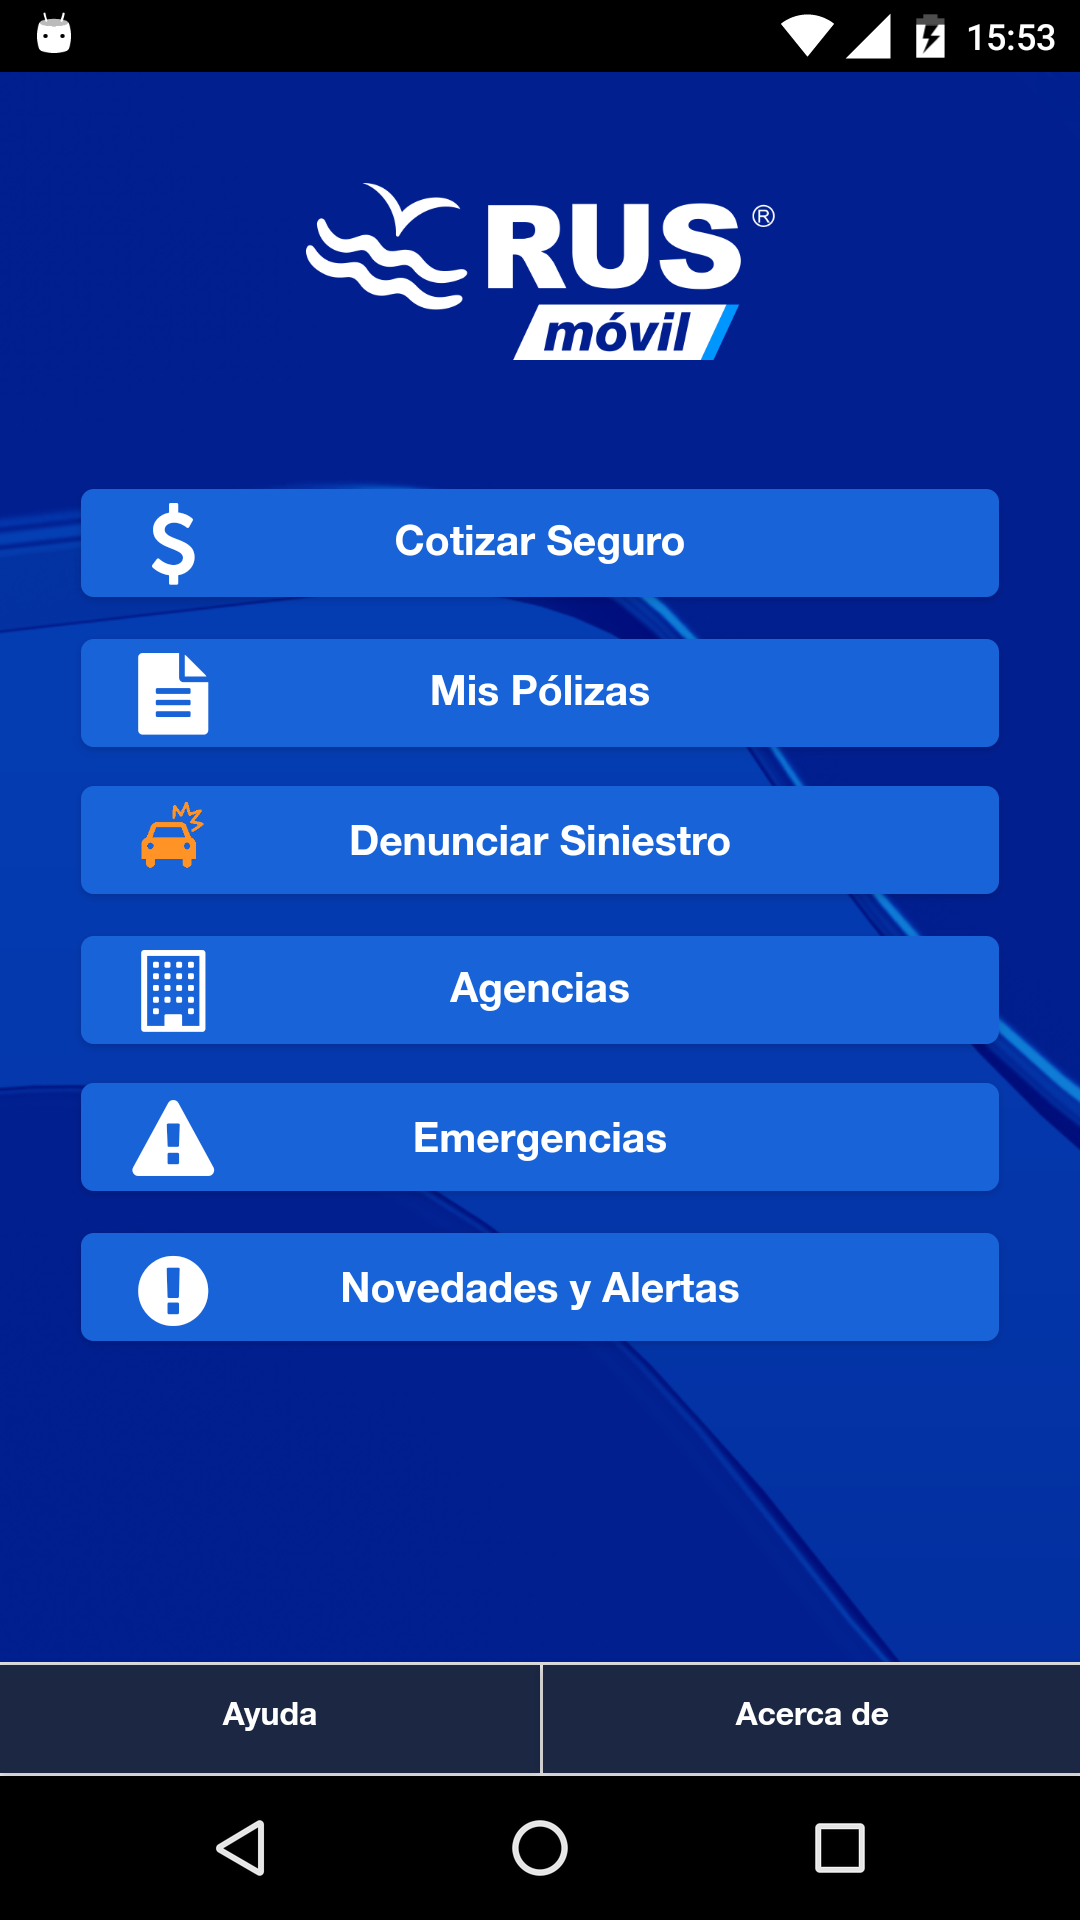 15:53
RUS®
móvil
Cotizar Seguro
Mis Pólizas
Denunciar Siniestro
Agencias
Emergencias
Novedades y Alertas
Ayuda
Acerca de